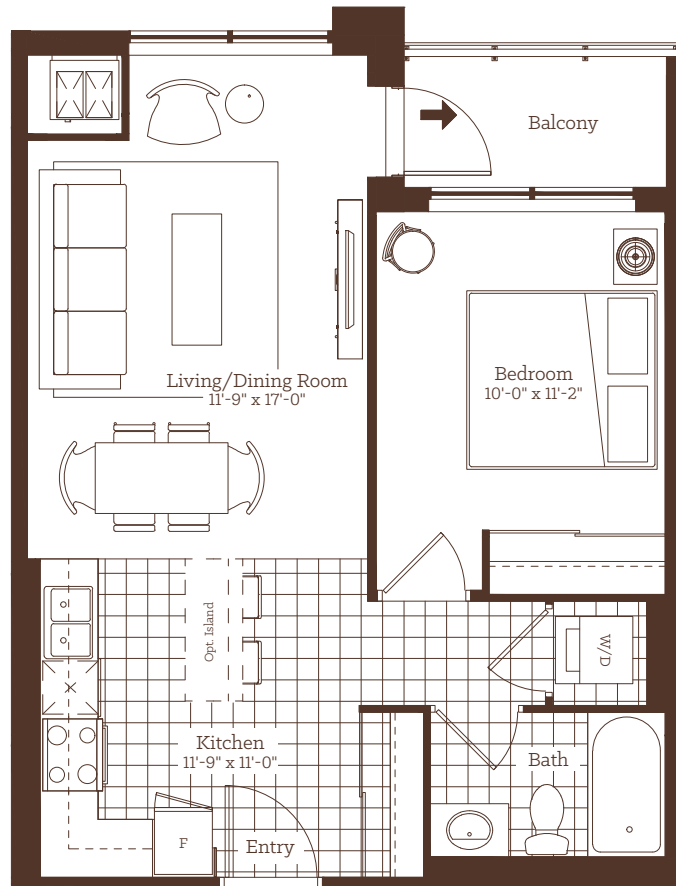 Balcony
Living/Dining Room
11'-9" x 17'-0"
Bedroom
10'-0" x 11'-2"
Opt. Island
W/D
Kitchen
11'-9" x 11'-0"
Bath
F
Entry